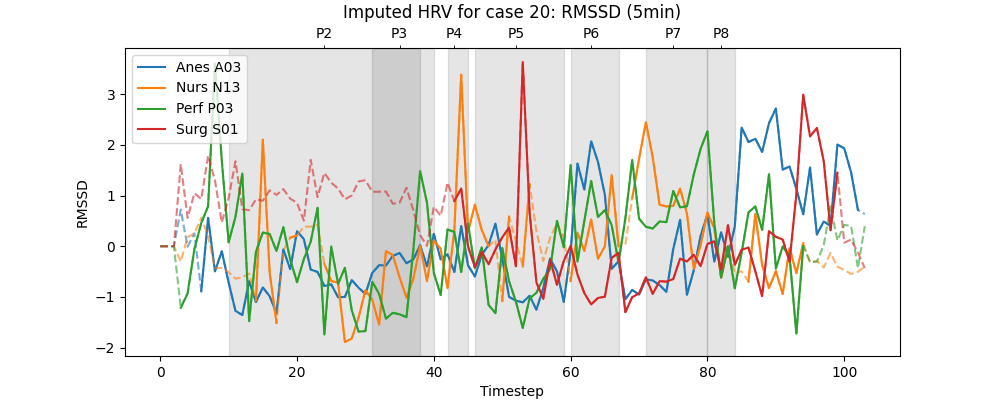 Imputed HRV for case 20: RMSSD (5min)
P2 P3 P4 P5 P6 P7 P8
Anes A03
Nurs N13
Perf P03
Surg S01
3
2
1
0
−1
−2
RMSSD
0 20 40 60 80 100
Timestep